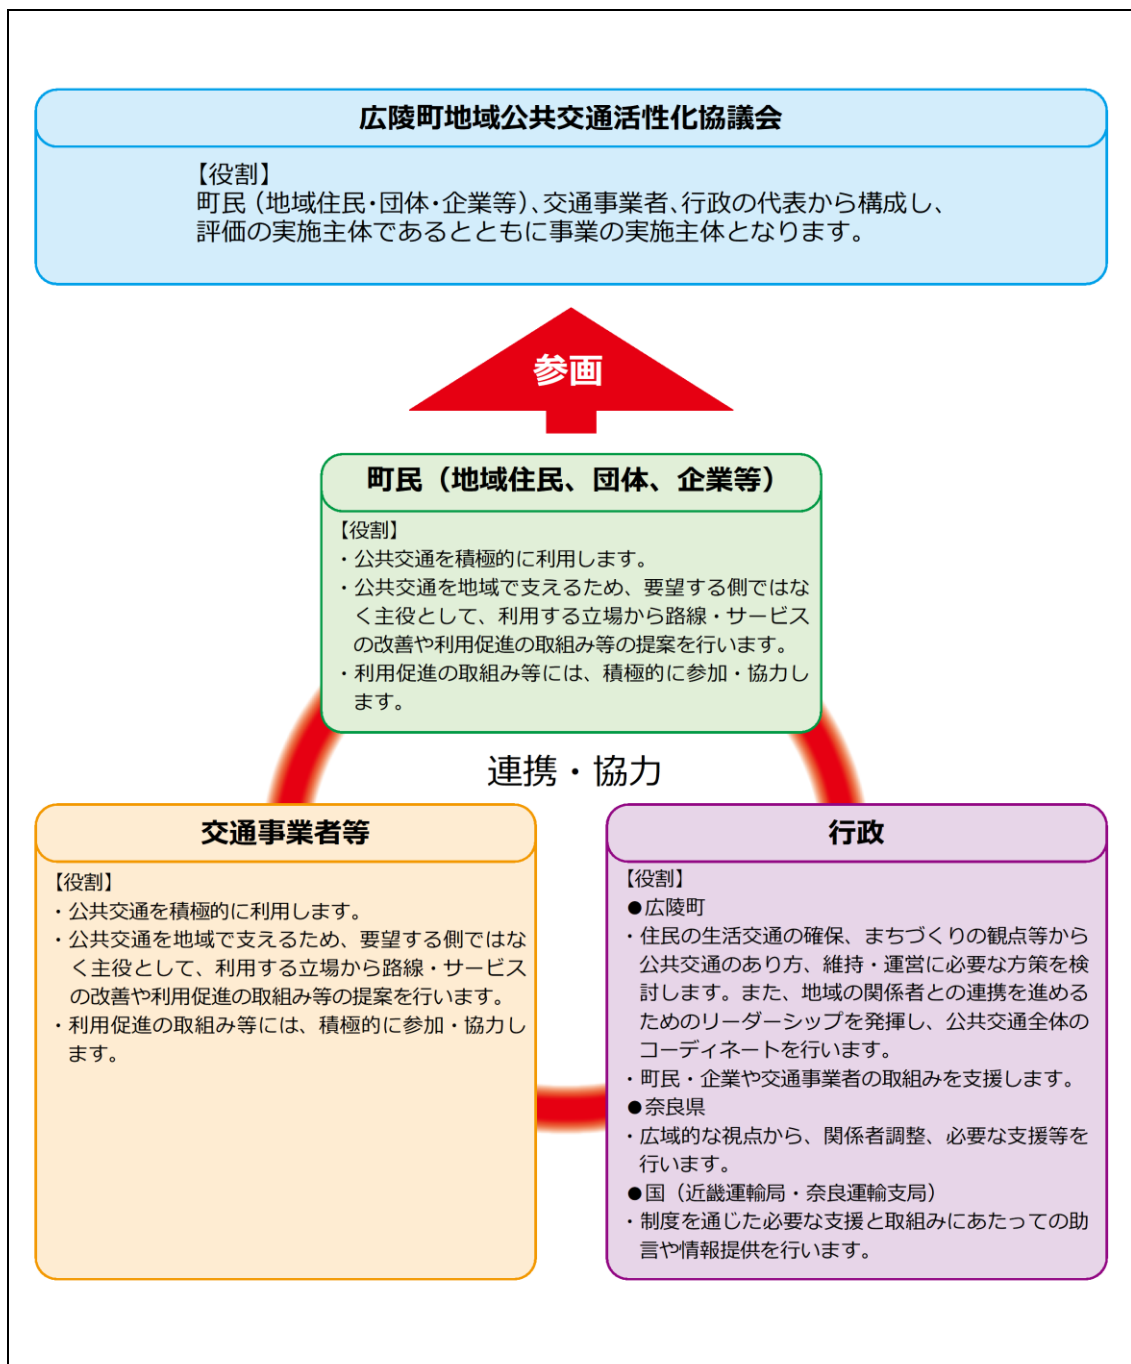 広陵町地域公共交通活性化協議会
【役割】
町民（地域住民・団体・企業等）、交通事業者、行政の代表から構成し、
評価の実施主体であるとともに事業の実施主体となります。
参画
町民（地域住民、団体、企業等）
【役割】
・公共交通を積極的に利用します。
・公共交通を地域で支えるため、要望する側ではな
く主役として、利用する立場から路線・サービス
の改善や利用促進の取組み等の提案を行います。
・利用促進の取組み等には、積極的に参加・協力し
ます。
連携・協力
交通事業者等
【役割】
・公共交通を積極的に利用します。
・公共交通を地域で支えるため、要望する側ではな
く主役として、利用する立場から路線・サービス
の改善や利用促進の取組み等の提案を行います。
・利用促進の取組み等には、積極的に参加・協力し
ます。
行政
【役割】
●広陵町
・住民の生活交通の確保、まちづくりの観点等から
公共交通のあり方、維持・運営に必要な方策を検
討します。また、地域の関係者との連携を進める
ためのリーダーシップを発揮し、公共交通全体の
コーディネートを行います。
・町民・企業や交通事業者の取組みを支援します。
●奈良県
・広域的な視点から、関係者調整、必要な支援等を
行います。
●国（近畿運輸局・奈良運輸支局）
・制度を通じた必要な支援と取組みにあたっての助
言や情報提供を行います。